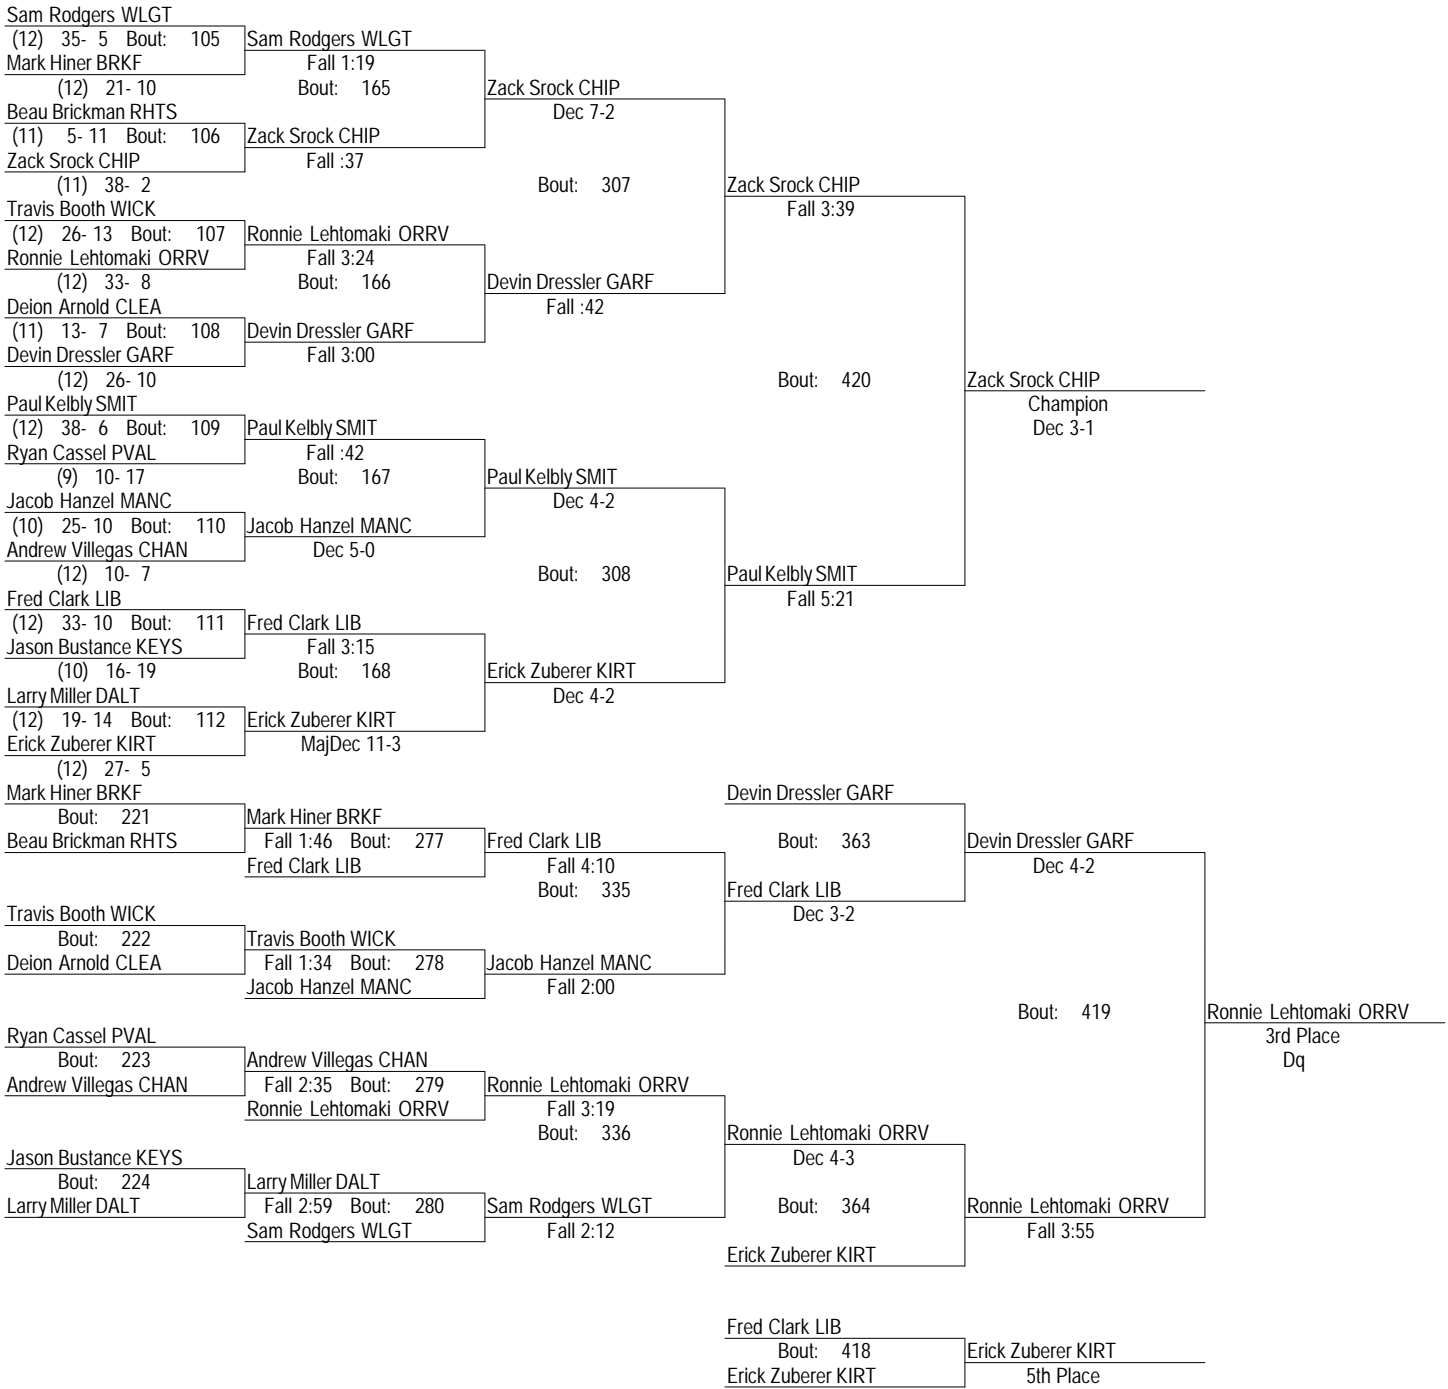 Sam Rodgers WLGT
(12) 35- 5 Bout: 105 Sam Rodgers WLGT
Mark Hiner BRKF Fall 1:19
(12) 21- 10 Bout: 165 Zack Srock CHIP
Beau Brickman RHTS Dec 7-2
(11) 5- 11 Bout: 106 Zack Srock CHIP
Zack Srock CHIP Fall :37
(11) 38- 2 Bout: 307 Zack Srock CHIP
Travis Booth WICK Fall 3:39
(12) 26- 13 Bout: 107 Ronnie Lehtomaki ORRV
Ronnie Lehtomaki ORRV Fall 3:24
(12) 33- 8 Bout: 166 Devin Dressler GARF
Deion Arnold CLEA Fall :42
(11) 13- 7 Bout: 108 Devin Dressler GARF
Devin Dressler GARF Fall 3:00
(12) 26- 10 Bout: 420 Zack Srock CHIP
Paul Kelbly SMIT Champion
(12) 38- 6 Bout: 109 Paul Kelbly SMIT Dec 3-1
Ryan Cassel PVAL Fall :42
(9) 10- 17 Bout: 167 Paul Kelbly SMIT
Jacob Hanzel MANC Dec 4-2
(10) 25- 10 Bout: 110 Jacob Hanzel MANC
Andrew Villegas CHAN Dec 5-0
(12) 10- 7 Bout: 308 Paul Kelbly SMIT
Fred Clark LIB Fall 5:21
(12) 33- 10 Bout: 111 Fred Clark LIB
Jason Bustance KEYS Fall 3:15
(10) 16- 19 Bout: 168 Erick Zuberer KIRT
Larry Miller DALT Dec 4-2
(12) 19- 14 Bout: 112 Erick Zuberer KIRT
Erick Zuberer KIRT MajDec 11-3
(12) 27- 5
Mark Hiner BRKF Devin Dressler GARF
Bout: 221 Mark Hiner BRKF
Beau Brickman RHTS Fall 1:46 Bout: 277 Fred Clark LIB Bout: 363 Devin Dressler GARF
Fred Clark LIB Fall 4:10 Dec 4-2
Bout: 335 Fred Clark LIB
Travis Booth WICK Dec 3-2
Bout: 222 Travis Booth WICK
Deion Arnold CLEA Fall 1:34 Bout: 278 Jacob Hanzel MANC
Jacob Hanzel MANC Fall 2:00
Bout: 419 Ronnie Lehtomaki ORRV
Ryan Cassel PVAL 3rd Place
Bout: 223 Andrew Villegas CHAN Dq
Andrew Villegas CHAN Fall 2:35 Bout: 279 Ronnie Lehtomaki ORRV
Ronnie Lehtomaki ORRV Fall 3:19
Bout: 336 Ronnie Lehtomaki ORRV
Jason Bustance KEYS Dec 4-3
Bout: 224 Larry Miller DALT
Larry Miller DALT Fall 2:59 Bout: 280 Sam Rodgers WLGT Bout: 364 Ronnie Lehtomaki ORRV
Sam Rodgers WLGT Fall 2:12 Fall 3:55
Erick Zuberer KIRT
Fred Clark LIB
Bout: 418 Erick Zuberer KIRT
Erick Zuberer KIRT 5th Place